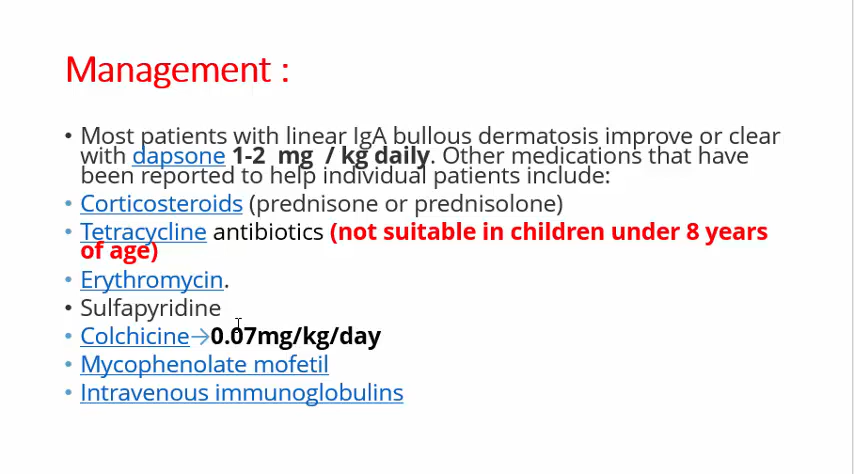 Management :
• Most patients with linear IgA bullous dermatosis improve or clear
with dapsone 1-2 mg / kg daily. Other medications that have
been reported to help individual patients include:
• Corticosteroids (prednisone or prednisolone)
• Tetracycline antibiotics (not suitable in children under 8 years
of age)
• Erythromycin.
• Sulfapyridine
• Colchicine→0.07mg/kg/day
• Mycophenolate mofetil
• Intravenous immunoglobulins